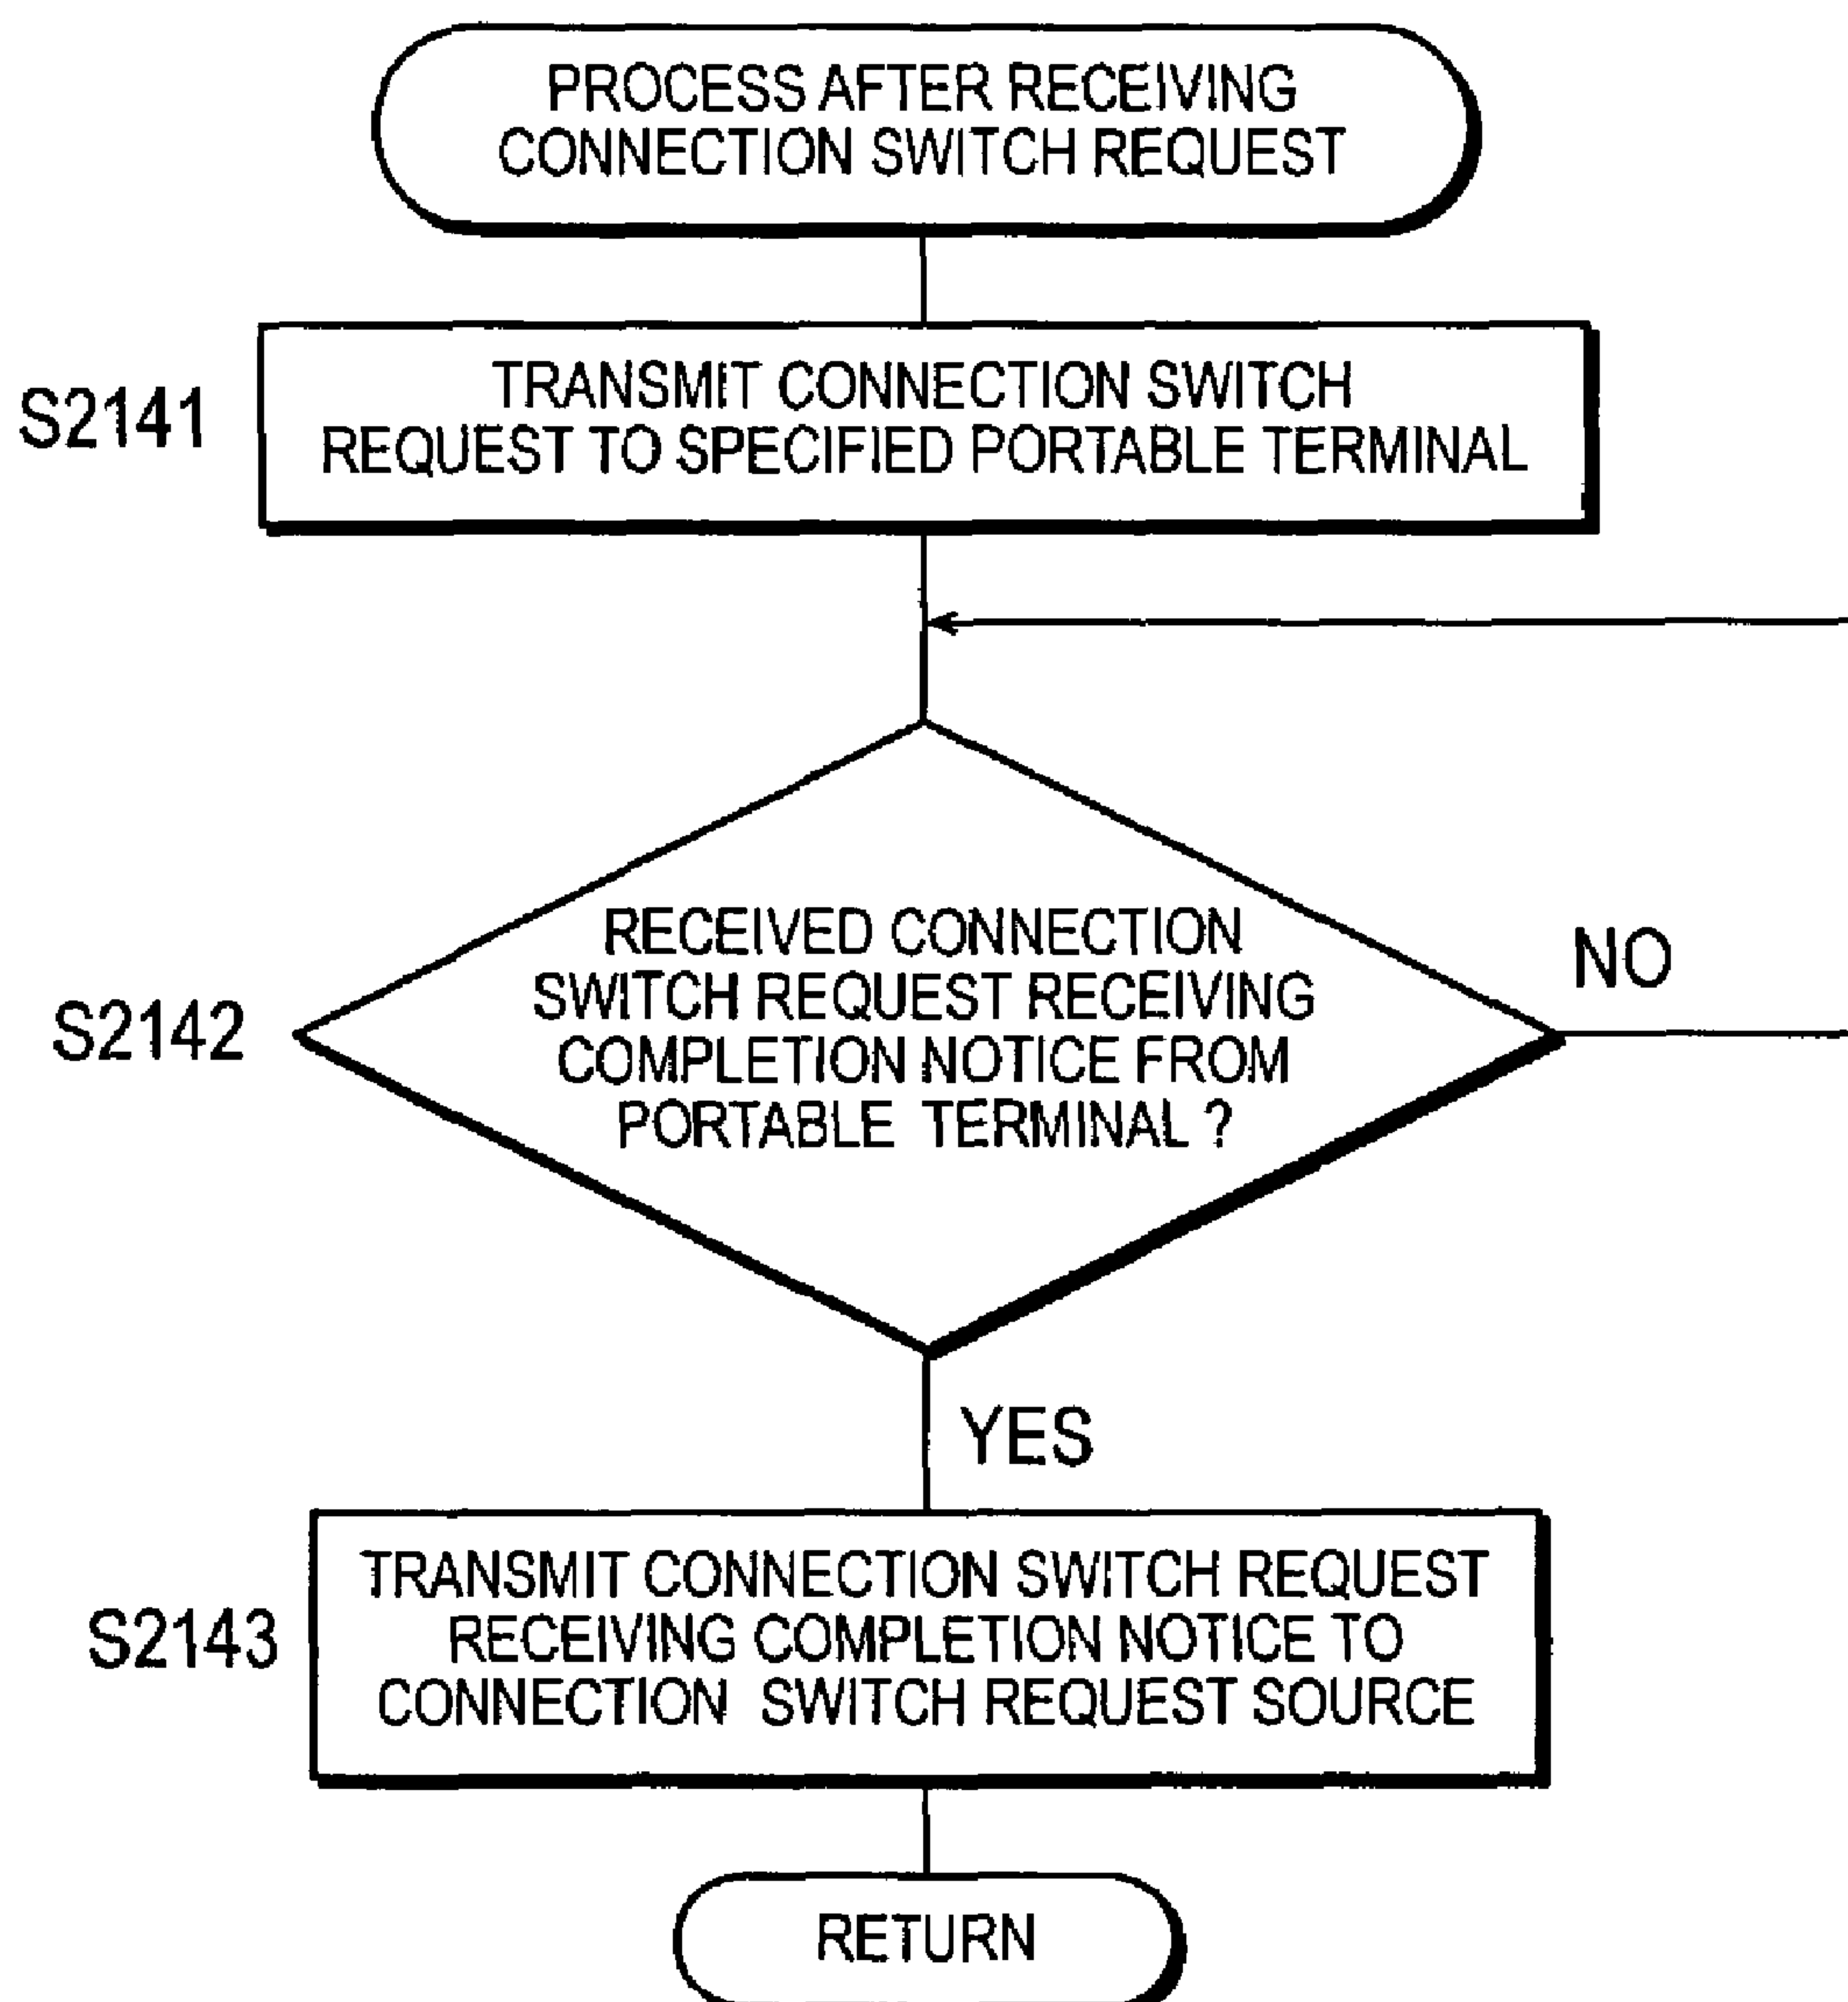 PROCESS AFTER RECEIVING
CONNECTION SWITCH REQUEST
S2141
TRANSMIT CONNECTION SWITCH
REQUEST TO SPECIFIED PORTABLE TERMINAL
S2142
RECEIVED CONNECTION
SWITCH REQUEST RECEIVING
COMPLETION NOTICE FROM
PORTABLE TERMINAL ?
NO
YES
S2143
TRANSMIT CONNECTION SWITCH REQUEST
RECEIVING COMPLETION NOTICE TO
CONNECTION SWITCH REQUEST SOURCE
RETURN